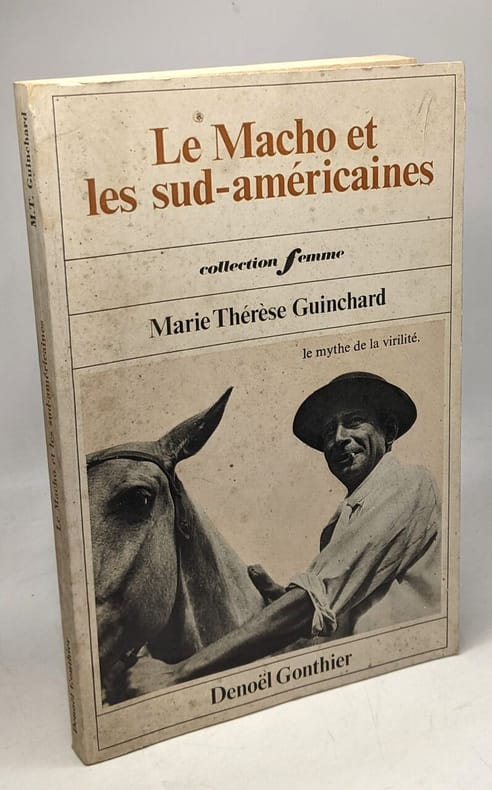 Le Macho et
les sud-américaines
collection femme
Marie Thérèse Guinchard
le mythe de la virilité.
Denoël Gonthier
M.T. Guinchard
Le Macho et les sud-américaines
Denoël Gonthier